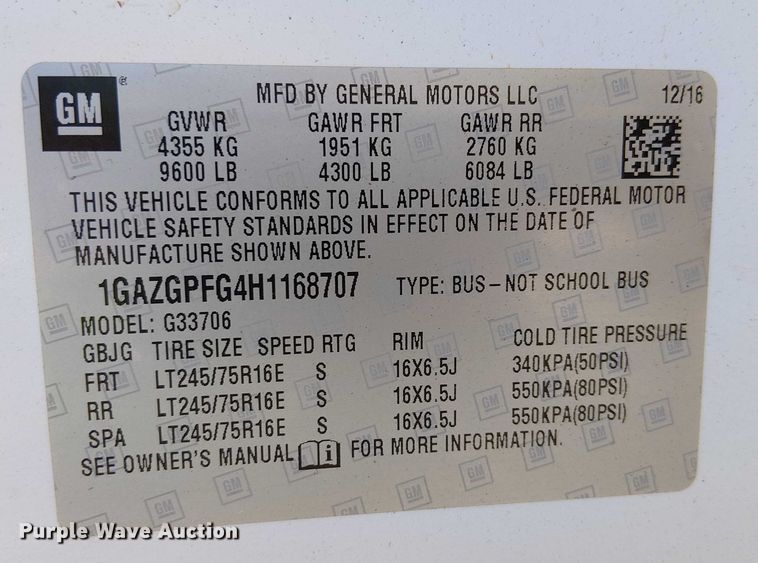 GM ®
MFD BY GENERAL MOTORS LLC 12/16
GVWR GAWR FRT GAWR RR
4355 KG 1951 KG 2760 KG
9600 LB 4300 LB 6084 LB
THIS VEHICLE CONFORMS TO ALL APPLICABLE U.S. FEDERAL MOTOR
VEHICLE SAFETY STANDARDS IN EFFECT ON THE DATE OF
MANUFACTURE SHOWN ABOVE.
1GAZGPFG4H1168707 TYPE: BUS–NOT SCHOOL BUS
MODEL: G33706
GBJG TIRE SIZE SPEED RTG RIM COLD TIRE PRESSURE
FRT LT245/75R16E S 16X6.5J 340KPA(50PSI)
RR LT245/75R16E S 16X6.5J 550KPA(80PSI)
SPA LT245/75R16E S 16X6.5J 550KPA(80PSI)
SEE OWNER'S MANUAL i FOR MORE INFORMATION.
Purple Wave Auction